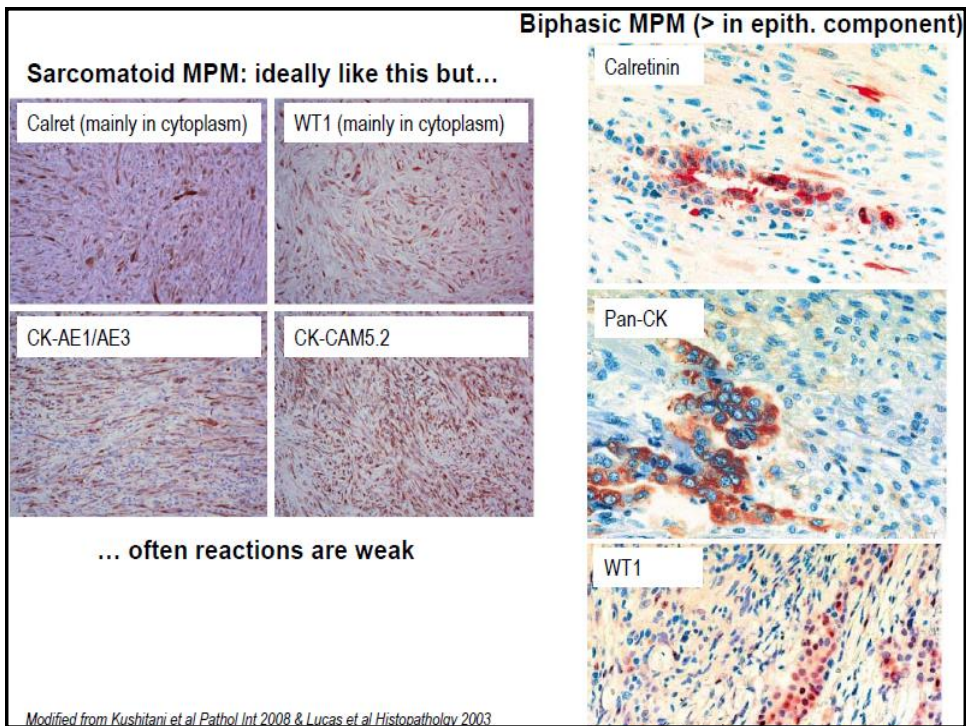 Biphasic MPM (> in epith. component)
Sarcomatoid MPM: ideally like this but…
Calret (mainly in cytoplasm)
WT1 (mainly in cytoplasm)
CK-AE1/AE3
CK-CAM5.2
… often reactions are weak
Calretinin
Pan-CK
WT1
Modified from Kushitani et al Pathol Int 2008 & Lucas et al Histopatholgy 2003